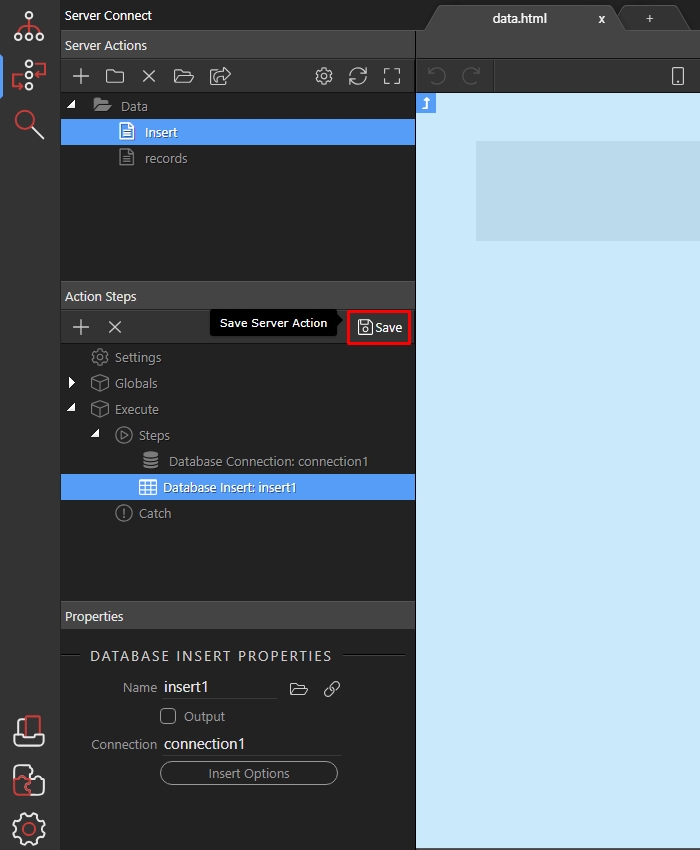 Server Connect
data.html x +
Server Actions
Data
Insert
records
Action Steps
Save Server Action
Save
Settings
Globals
Execute
Steps
Database Connection: connection1
Database Insert: insert1
Catch
Properties
DATABASE INSERT PROPERTIES
Name insert1
Output
Connection connection1
Insert Options